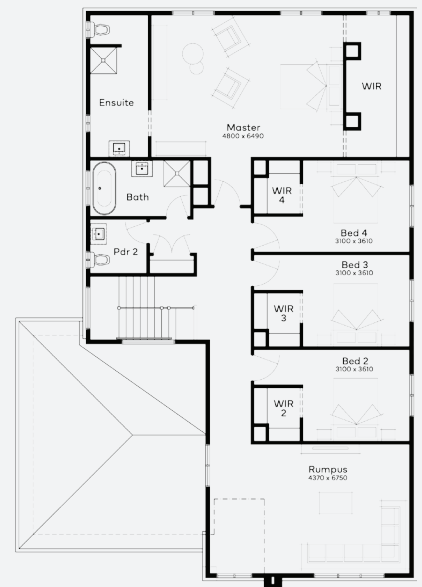 Ensuite
WIR
Master
4800 x 6490
Bath
WIR
4
Bed 4
3100 x 3610
Pdr 2
Bed 3
3100 x 3610
WIR
3
Bed 2
3100 x 3610
WIR
2
Rumpus
4370 x 6750